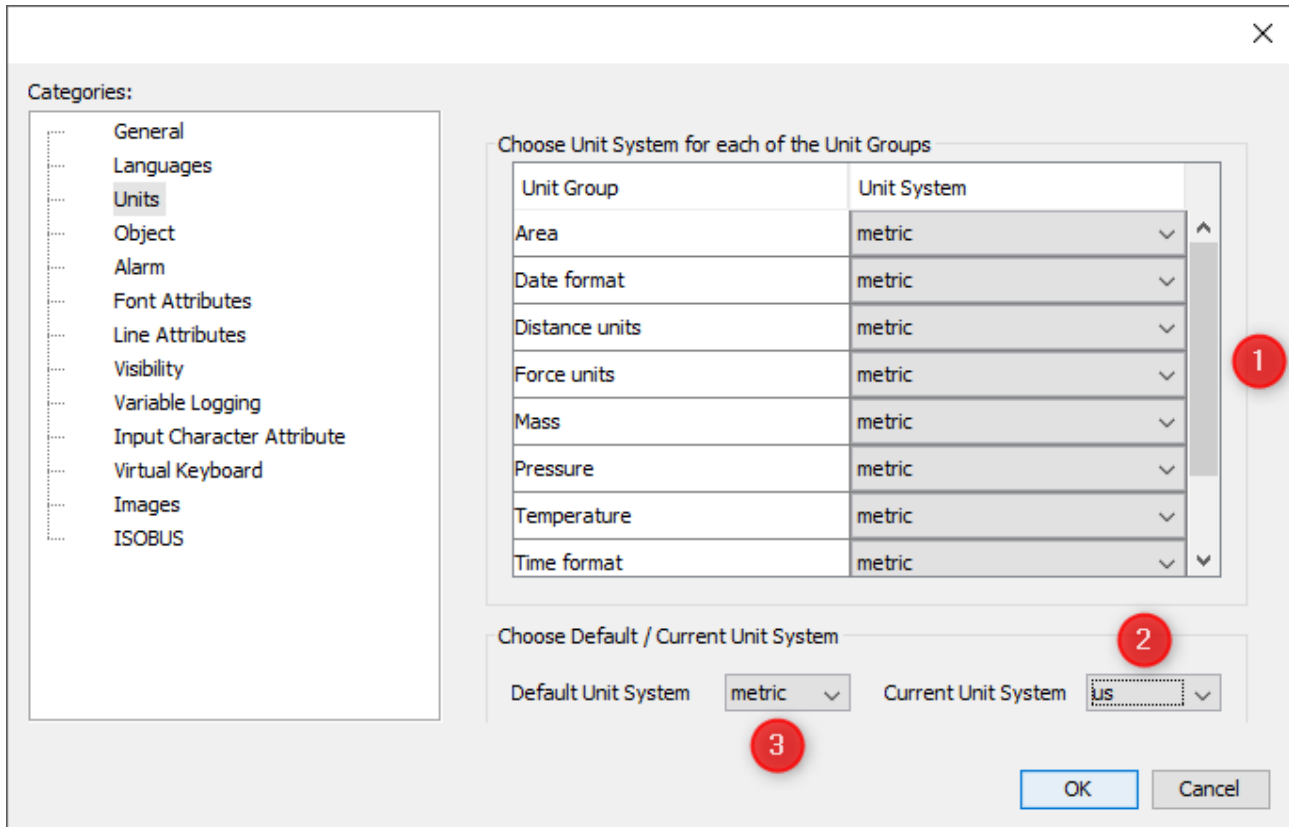 Categories:
General
Languages
Units
Object
Alarm
Font Attributes
Line Attributes
Visibility
Variable Logging
Input Character Attribute
Virtual Keyboard
Images
ISOBUS
Choose Unit System for each of the Unit Groups
Unit Group Unit System
Area metric
Date format metric
Distance units metric
Force units metric
Mass metric
Pressure metric
Temperature metric
Time format metric
1
Choose Default / Current Unit System
2
Default Unit System metric Current Unit System us
3
OK Cancel